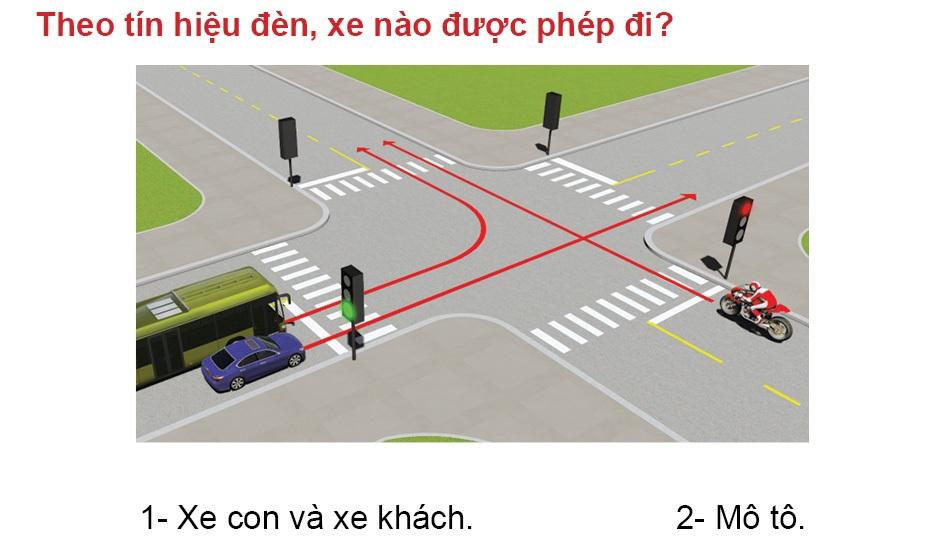 Theo tín hiệu đèn, xe nào được phép đi?
1- Xe con và xe khách. 2- Mô tô.